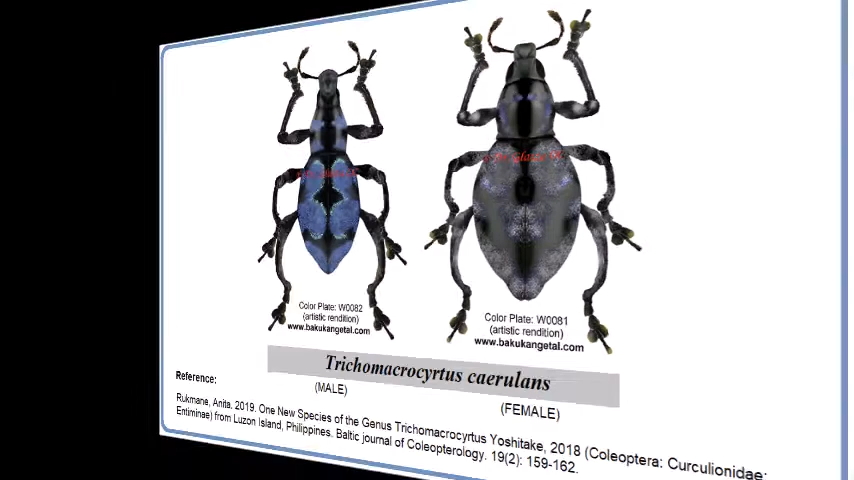 Color Plate: W0082
(artistic rendition)
www.bakukangetal.com
Color Plate: W0081
(artistic rendition)
www.bakukangetal.com
Trichomacrocyrtus caerulans
(MALE)
(FEMALE)
Reference:
Rukmane, Anita. 2019. One New Species of the Genus Trichomacrocyrtus Yoshitake, 2018 (Coleoptera: Curculionidae:
Entiminae) from Luzon Island, Philippines. Baltic journal of Coleopterology. 19(2): 159-162.